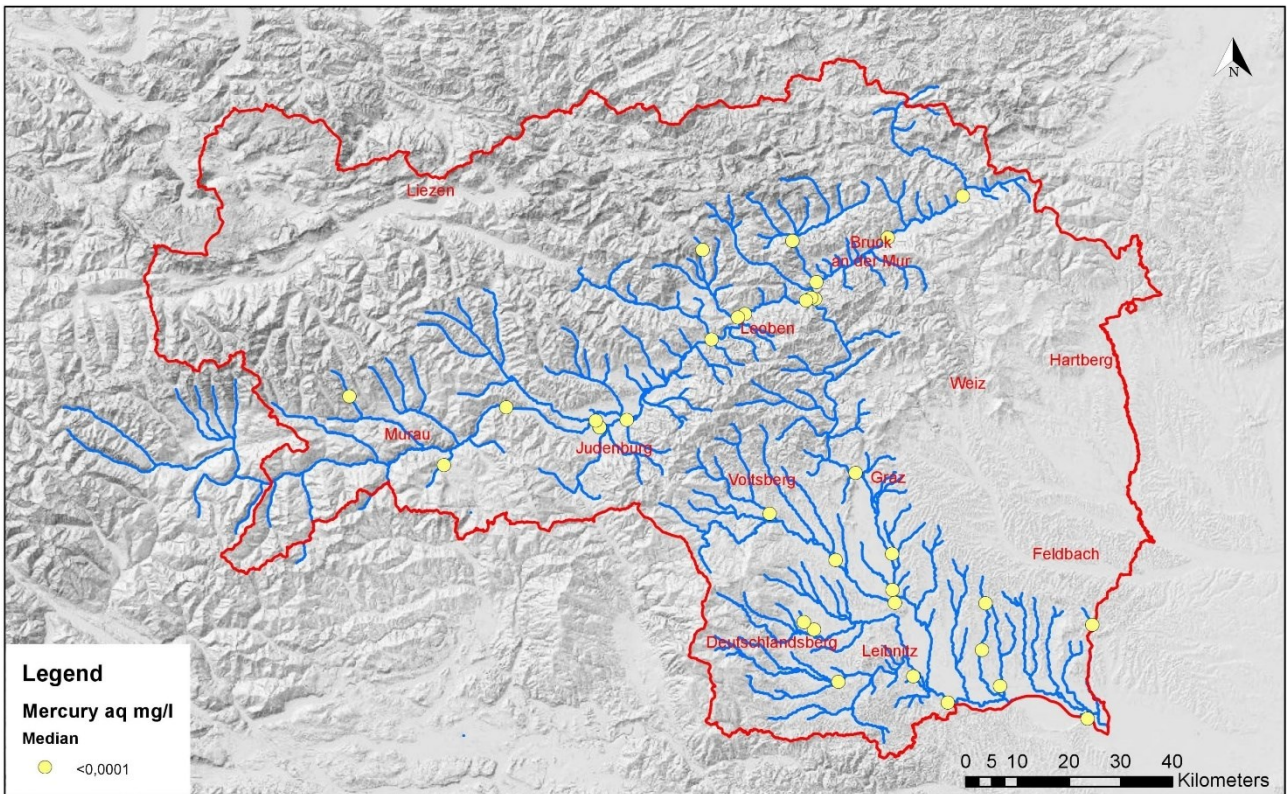 N
Liezen
Bruck
an der Mur
Leoben
Hartberg
Weiz
Murau
Judenburg
Voitsberg
Graz
Feldbach
Deutschlandsberg
Leibnitz
Legend
Mercury aq mg/l
Median
<0,0001
0 5 10 20 30 40
Kilometers